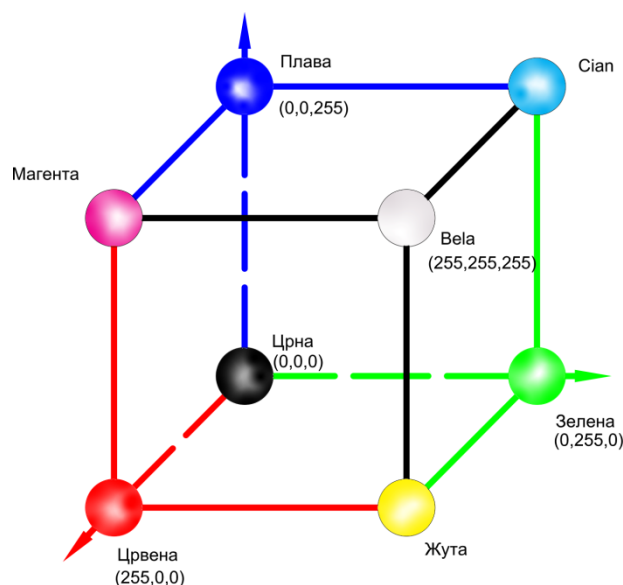 Плава
(0,0,255)
Cian
Магента
Bela
(255,255,255)
Црна
(0,0,0)
Зелена
(0,255,0)
Црвена
(255,0,0)
Жута